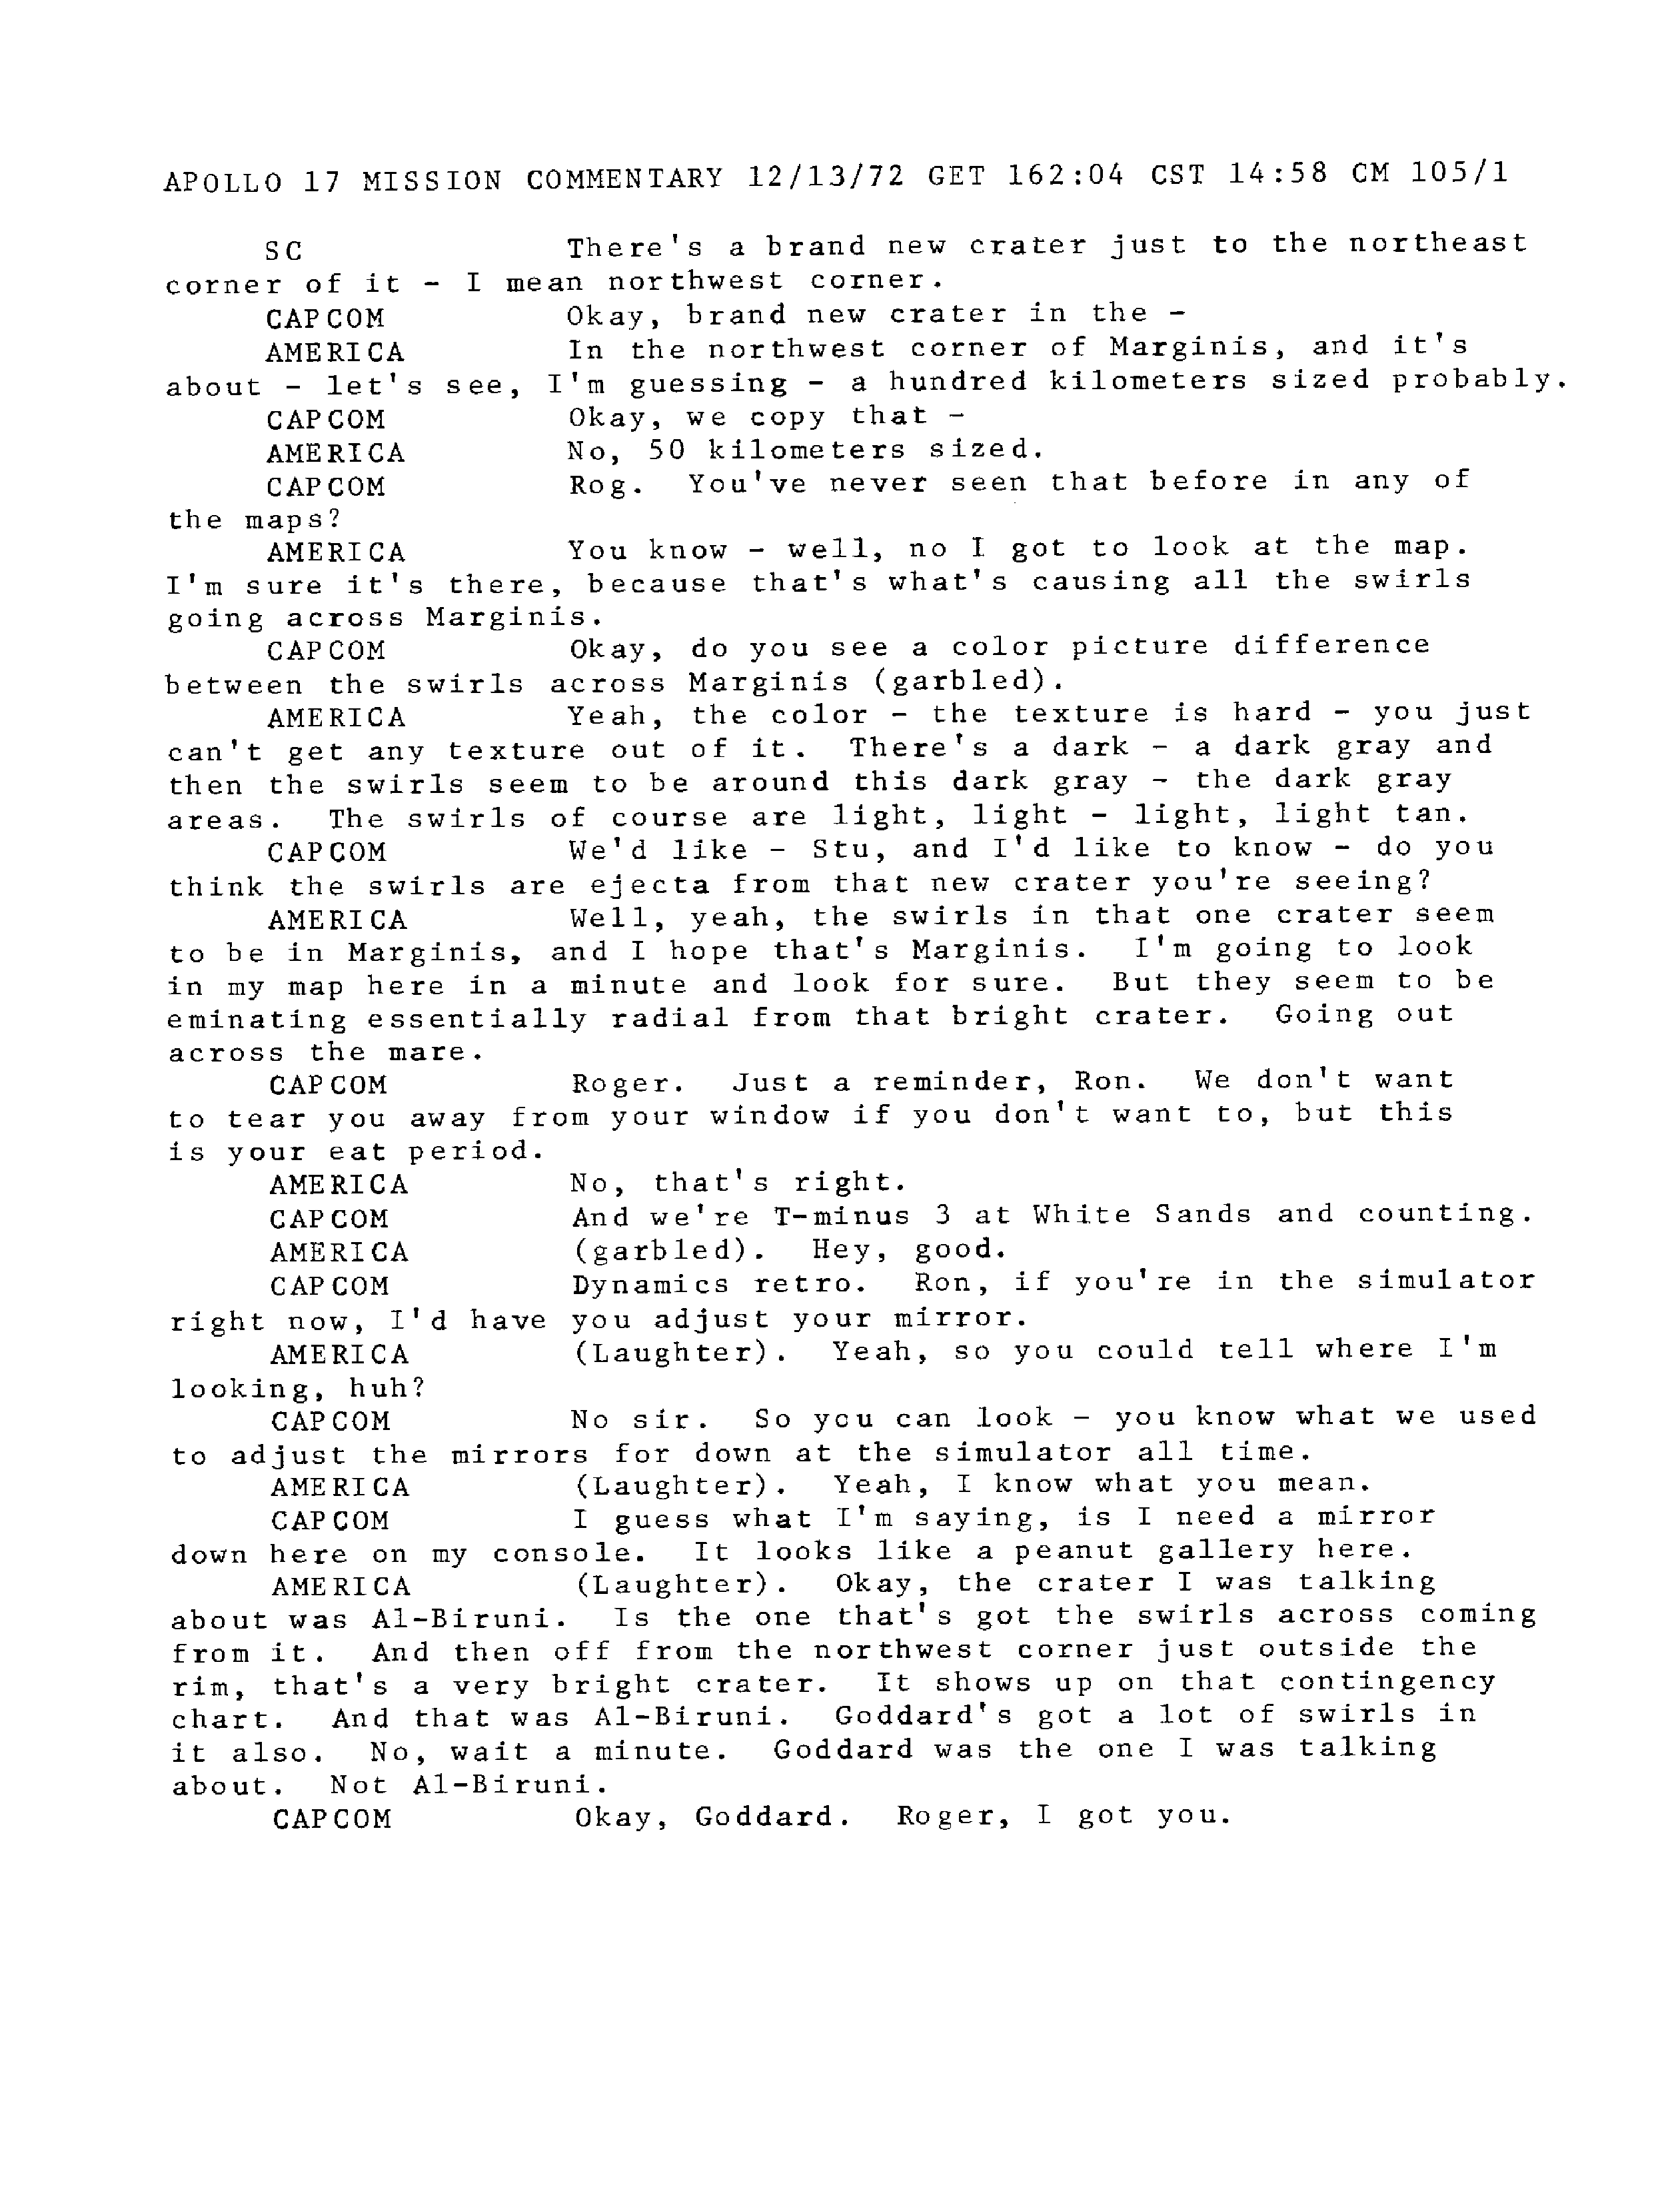 APOLLO 17 MISSION COMMENTARY 12/13/72 GET 162:04 CST 14:58 CM 105/1
SC There's a brand new crater just to the northeast
corner of it - I mean northwest corner.
CAPCOM Okay, brand new crater in the -
AMERICA In the northwest corner of Marginis, and it's
about - let's see, I'm guessing - a hundred kilometers sized probably.
CAPCOM Okay, we copy that -
AMERICA No, 50 kilometers sized.
CAPCOM Rog. You've never seen that before in any of
the maps?
AMERICA You know - well, no I got to look at the map.
I'm sure it's there, because that's what's causing all the swirls
going across Marginis.
CAPCOM Okay, do you see a color picture difference
between the swirls across Marginis (garbled).
AMERICA Yeah, the color - the texture is hard - you just
can't get any texture out of it. There's a dark - a dark gray and
then the swirls seem to be around this dark gray - the dark gray
areas. The swirls of course are light, light - light, light tan.
CAPCOM We'd like - Stu, and I'd like to know - do you
think the swirls are ejecta from that new crater you're seeing?
AMERICA Well, yeah, the swirls in that one crater seem
to be in Marginis, and I hope that's Marginis. I'm going to look
in my map here in a minute and look for sure. But they seem to be
eminating essentially radial from that bright crater. Going out
across the mare.
CAPCOM Roger. Just a reminder, Ron. We don't want
to tear you away from your window if you don't want to, but this
is your eat period.
AMERICA No, that's right.
CAPCOM And we're T-minus 3 at White Sands and counting.
AMERICA (garbled). Hey, good.
CAPCOM Dynamics retro. Ron, if you're in the simulator
right now, I'd have you adjust your mirror.
AMERICA (Laughter). Yeah, so you could tell where I'm
looking, huh?
CAPCOM No sir. So you can look - you know what we used
to adjust the mirrors for down at the simulator all time.
AMERICA (Laughter). Yeah, I know what you mean.
CAPCOM I guess what I'm saying, is I need a mirror
down here on my console. It looks like a peanut gallery here.
AMERICA (Laughter). Okay, the crater I was talking
about was Al-Biruni. Is the one that's got the swirls across coming
from it. And then off from the northwest corner just outside the
rim, that's a very bright crater. It shows up on that contingency
chart. And that was Al-Biruni. Goddard's got a lot of swirls in
it also. No, wait a minute. Goddard was the one I was talking
about. Not Al-Biruni.
CAPCOM Okay, Goddard. Roger, I got you.